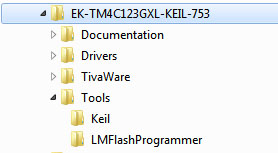 EK-TM4C123GXL-KEIL-753
Documentation
Drivers
TivaWare
Tools
Keil
LMFlashProgrammer